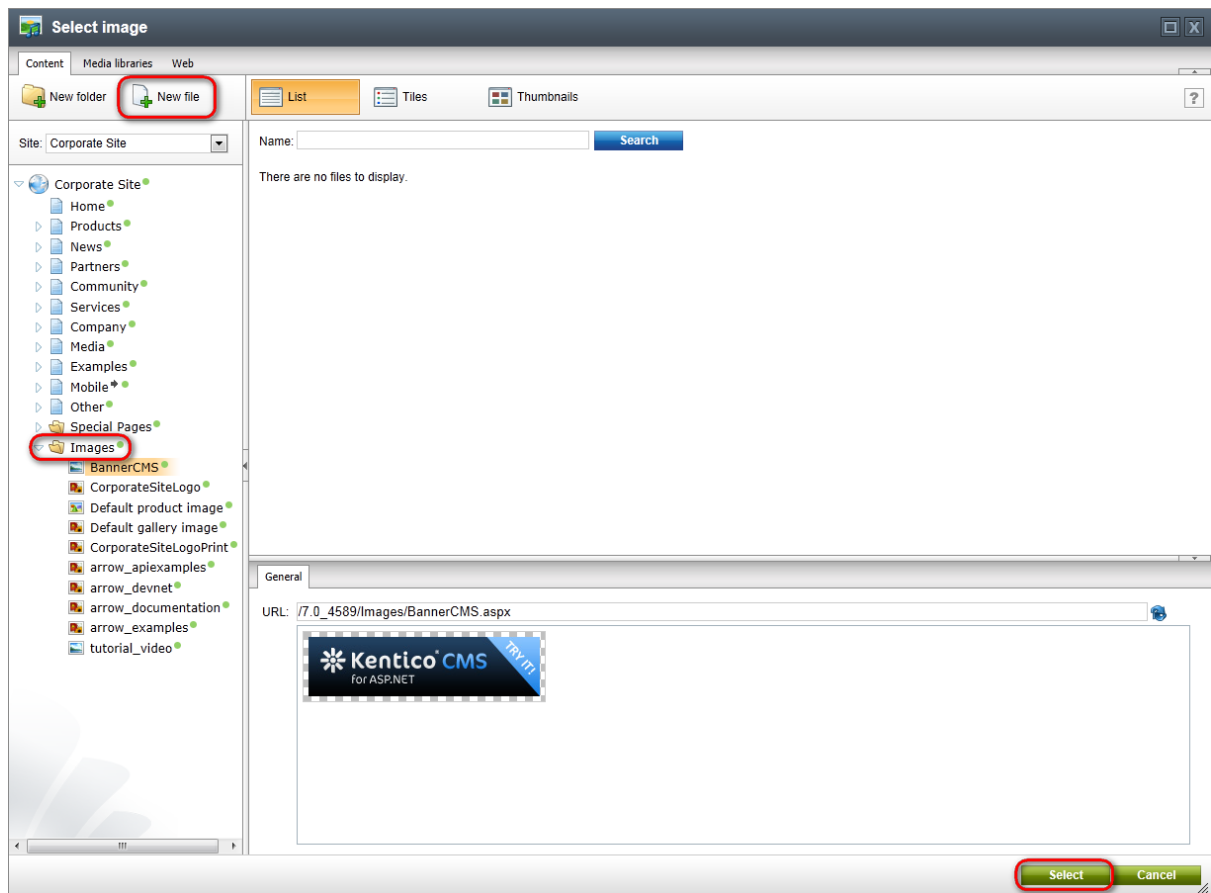 Select image
X
Content Media libraries Web
New folder New file List Tiles Thumbnails ?
Site: Corporate Site
Name: Search
There are no files to display.
Corporate Site
Home
Products
News
Partners
Community
Services
Company
Media
Examples
Mobile
Other
Special Pages
Images
BannerCMS
CorporateSiteLogo
Default product image
Default gallery image
CorporateSiteLogoPrint
arrow_apiexamples
arrow_devnet
arrow_documentation
arrow_examples
tutorial_video
General
URL: /7.0_4589/Images/BannerCMS.aspx
Kentico CMS
for ASP.NET
TRY IT!
Select Cancel